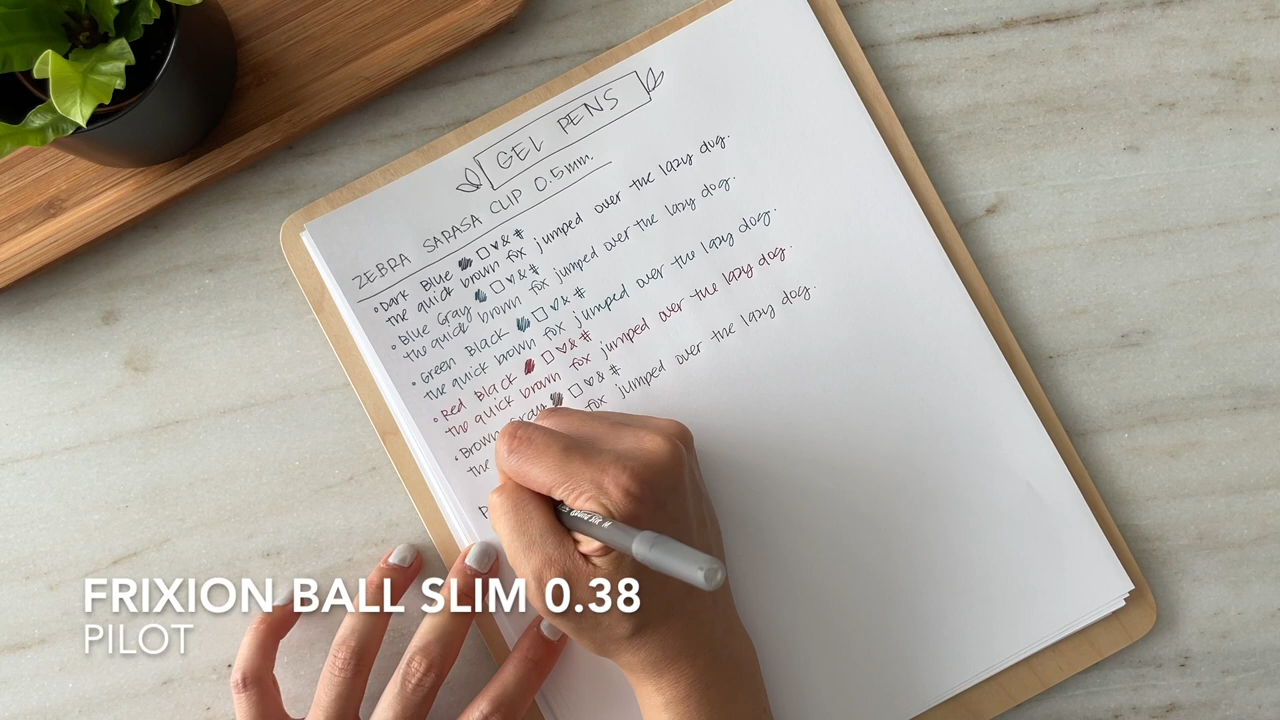 GEL PENS
ZEBRA SARASA CLIP 0.5mm.
• Dark Blue □ ♥ & #
the quick brown fox jumped over the lazy dog.
• Blue Gray □ ♥ & #
the quick brown fox jumped over the lazy dog.
• Green Black □ ♥ & #
the quick brown fox jumped over the lazy dog.
• Red Black □ ♥ & #
the quick brown fox jumped over the lazy dog.
• Brown Gray □ ♥ & #
the fox jumped over the lazy dog.
P
FRIXION BALL SLIM 0.38
PILOT